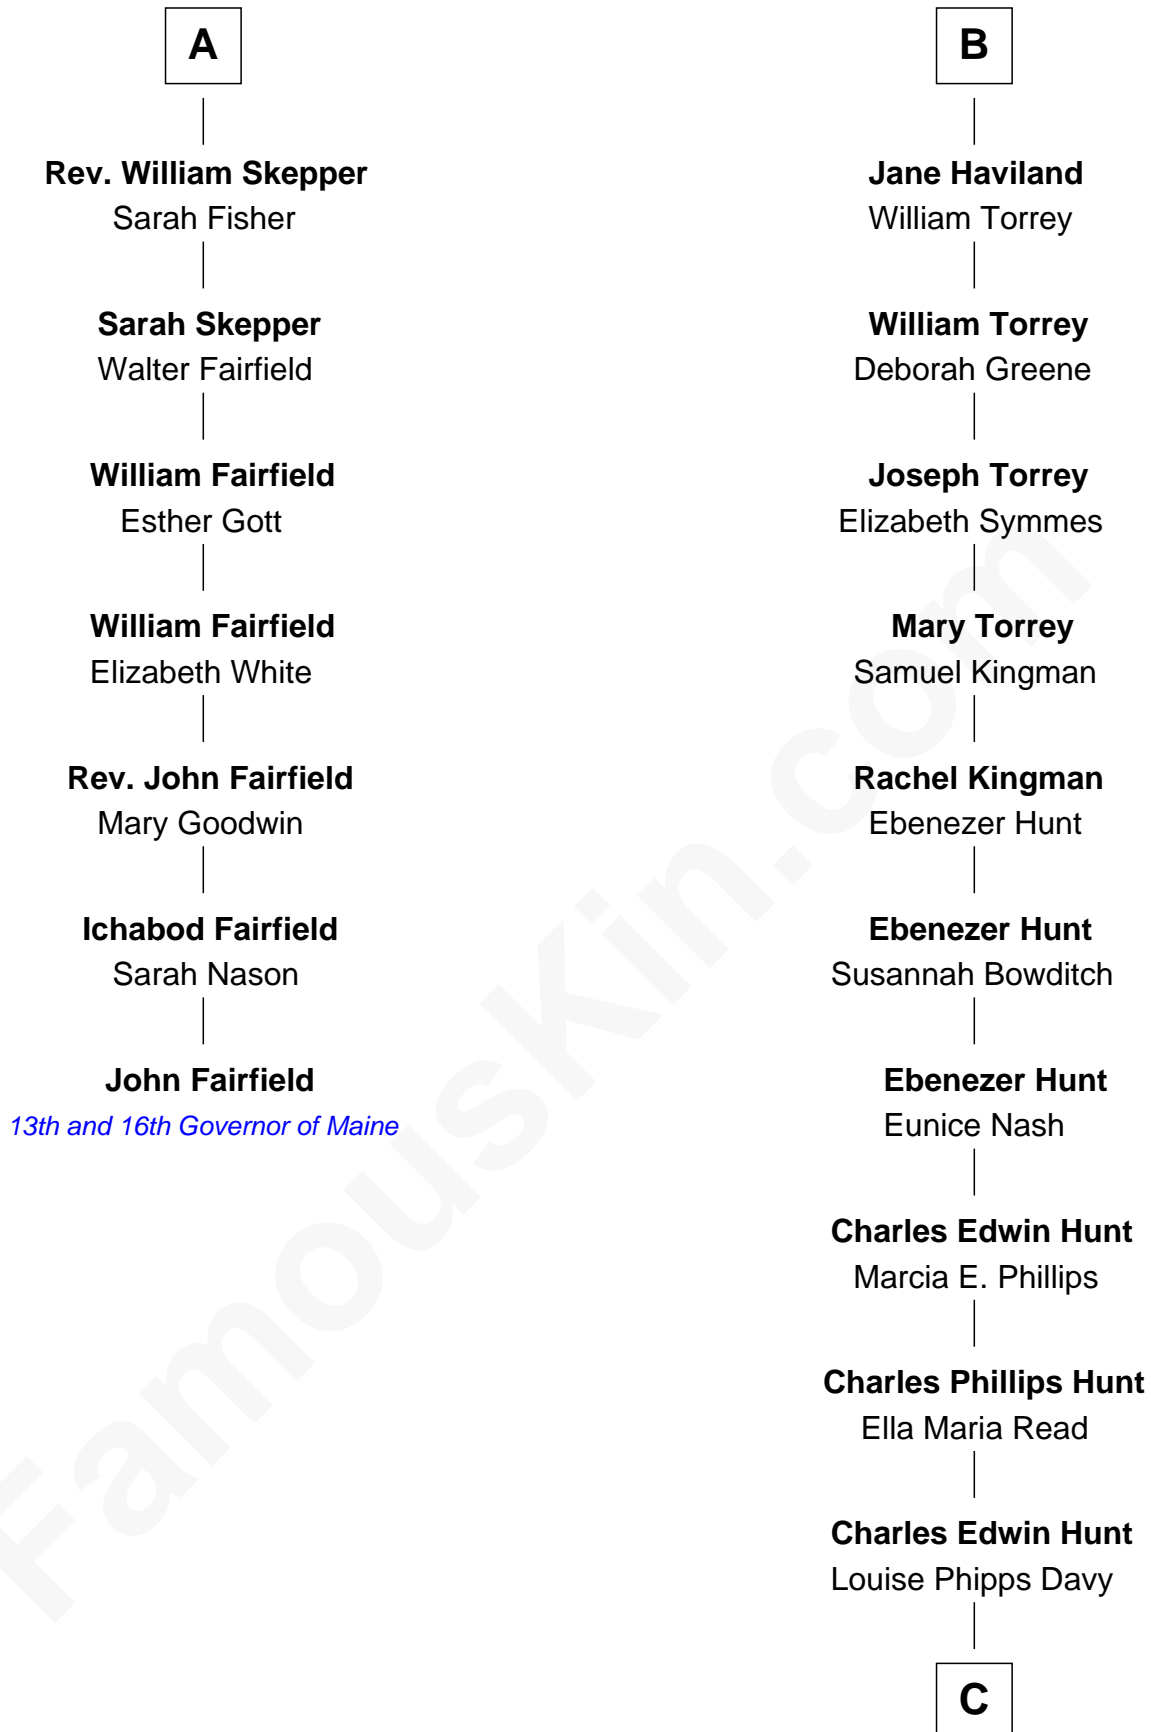 A
Rev. William Skepper
Sarah Fisher
Sarah Skepper
Walter Fairfield
William Fairfield
Esther Gott
William Fairfield
Elizabeth White
Rev. John Fairfield
Mary Goodwin
Ichabod Fairfield
Sarah Nason
John Fairfield
13th and 16th Governor of Maine
B
Jane Haviland
William Torrey
William Torrey
Deborah Greene
Joseph Torrey
Elizabeth Symmes
Mary Torrey
Samuel Kingman
Rachel Kingman
Ebenezer Hunt
Ebenezer Hunt
Susannah Bowditch
Ebenezer Hunt
Eunice Nash
Charles Edwin Hunt
Marcia E. Phillips
Charles Phillips Hunt
Ella Maria Read
Charles Edwin Hunt
Louise Phipps Davy
C
FamousKin.com